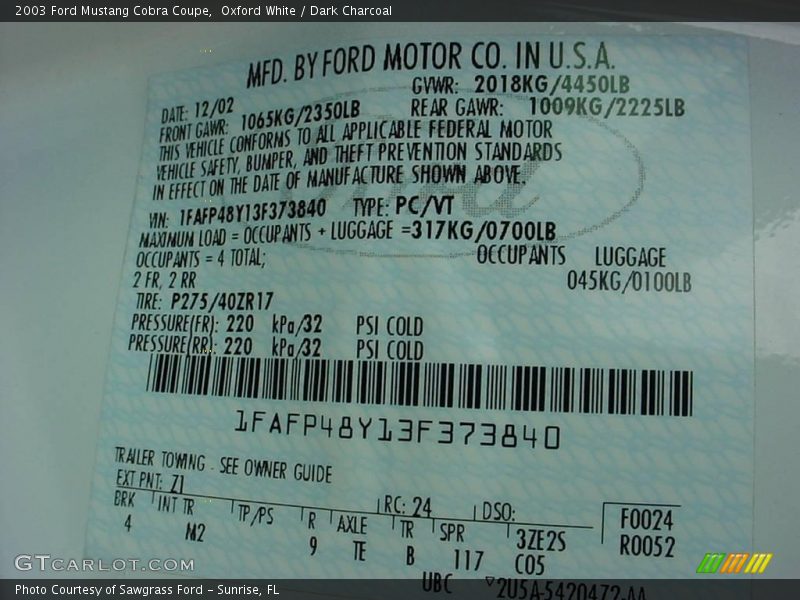 2003 Ford Mustang Cobra Coupe,  Oxford White / Dark Charcoal
MFD. BY FORD MOTOR CO. IN U.S.A.
DATE: 12/02 GVWR: 2018KG/4450LB
FRONT GAWR: 1065KG/2350LB REAR GAWR: 1009KG/2225LB
THIS VEHICLE CONFORMS TO ALL APPLICABLE FEDERAL MOTOR
VEHICLE SAFETY, BUMPER, AND THEFT PREVENTION STANDARDS
IN EFFECT ON THE DATE OF MANUFACTURE SHOWN ABOVE.
VIN: 1FAFP48Y13F373840 TYPE: PC/VT
MAXIMUM LOAD = OCCUPANTS + LUGGAGE =317KG/0700LB
OCCUPANTS = 4 TOTAL; OCCUPANTS LUGGAGE
2 FR, 2 RR 045KG/0100LB
TIRE: P275/40ZR17
PRESSURE(FR): 220 kPa/32 PSI COLD
PRESSURE(RR): 220 kPa/32 PSI COLD
1FAFP48Y13F373840
TRAILER TOWING - SEE OWNER GUIDE
EXT PNT: Z1 RC: 24 DSO: F0024
BRK INT TR TP/PS R AXLE TR SPR 3ZE2S R0052
4 M2 9 TE B 117 C05
UBC ▽2U5A-5420472-AA
GTCARLOT.COM
Photo Courtesy of Sawgrass Ford - Sunrise, FL